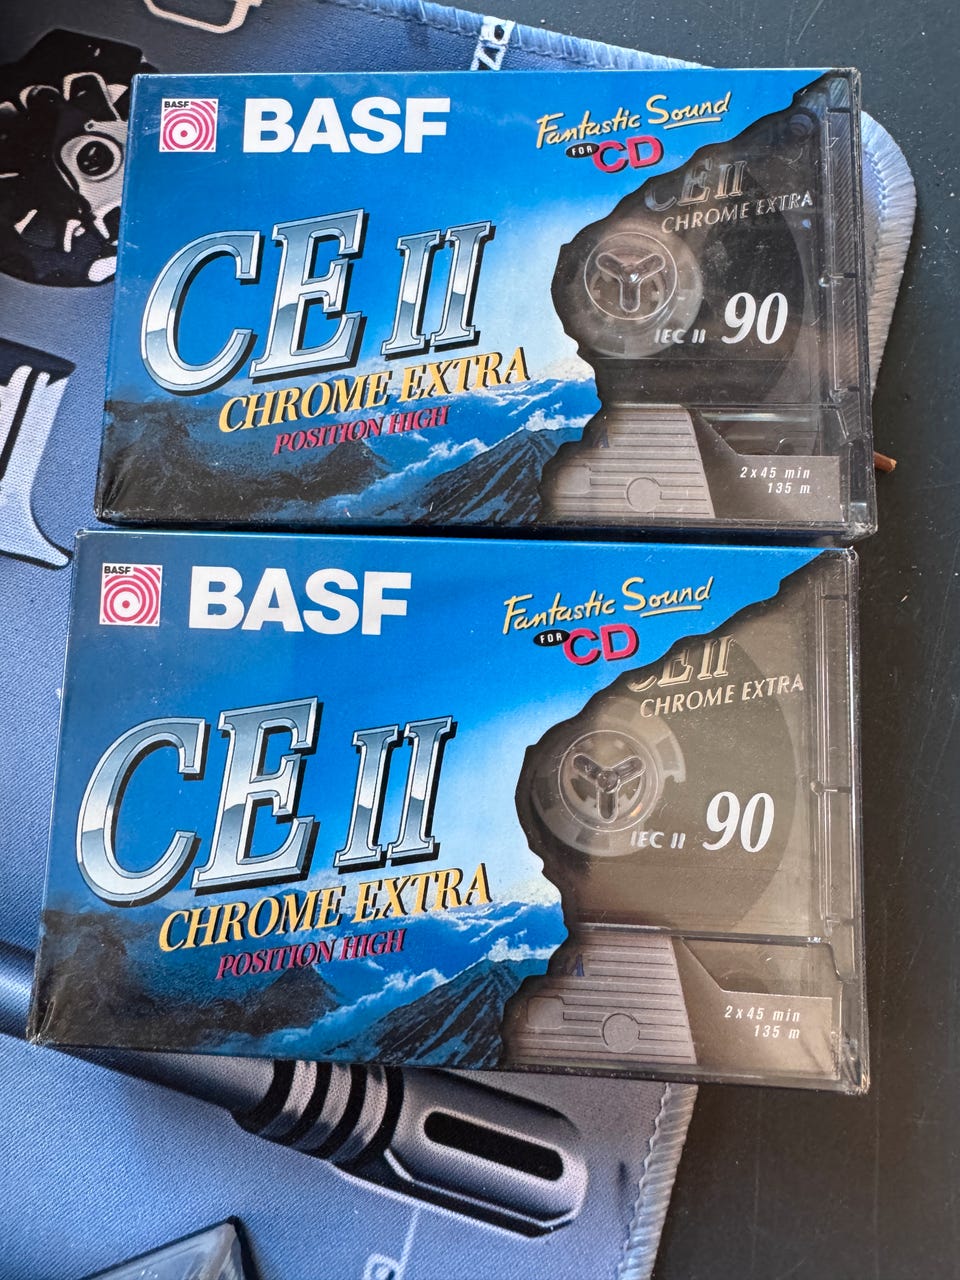 BASF
BASF
Fantastic Sound
FOR CD
CE II
CHROME EXTRA
POSITION HIGH
CE II
CHROME EXTRA
IEC II 90
2x45 min
135 m
BASF
BASF
Fantastic Sound
FOR CD
CE II
CHROME EXTRA
POSITION HIGH
CE II
CHROME EXTRA
IEC II 90
2x45 min
135 m